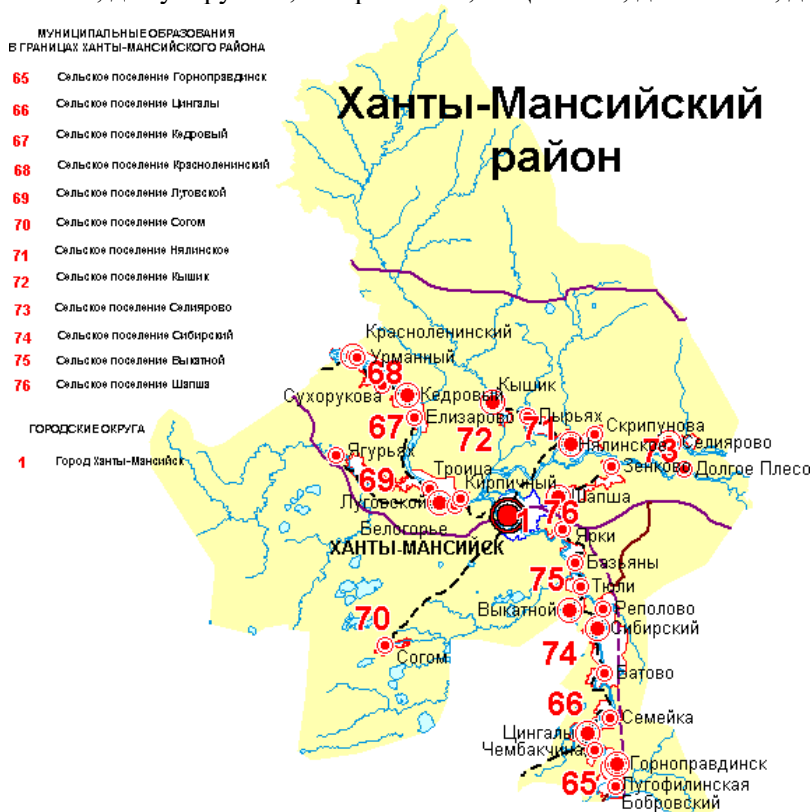 МУНИЦИПАЛЬНЫЕ ОБРАЗОВАНИЯ
В ГРАНИЦАХ ХАНТЫ-МАНСИЙСКОГО РАЙОНА
65 Сельское поселение Горноправдинск
66 Сельское поселение Цингалы
67 Сельское поселение Кедровый
68 Сельское поселение Красноленинский
69 Сельское поселение Луговской
70 Сельское поселение Согом
71 Сельское поселение Нялинское
72 Сельское поселение Кышик
73 Сельское поселение Селиярово
74 Сельское поселение Сибирский
75 Сельское поселение Выкатной
76 Сельское поселение Шапша
ГОРОДСКИЕ ОКРУГА
1 Город Ханты-Мансийск
Ханты-Мансийский
район
Красноленинский
Урманный
68
Сухорукова
Кедровый
Кышик
Елизарово
67
72
Пырьях
71
Скрипунова
Нялинское
Селиярово
73
Зенково
Долгое Плесо
Ягурьях
69
Троица
Кирпичный
Луговской
Белогорье
Шапша
76
1
ХАНТЫ-МАНСИЙСК
Ярки
Базьяны
75
Тюли
Выкатной
Реполово
Сибирский
70
Согом
74
Батово
66
Семейка
Цингалы
Чембакчина
Горноправдинск
65
Лугофилинская
Бобровский